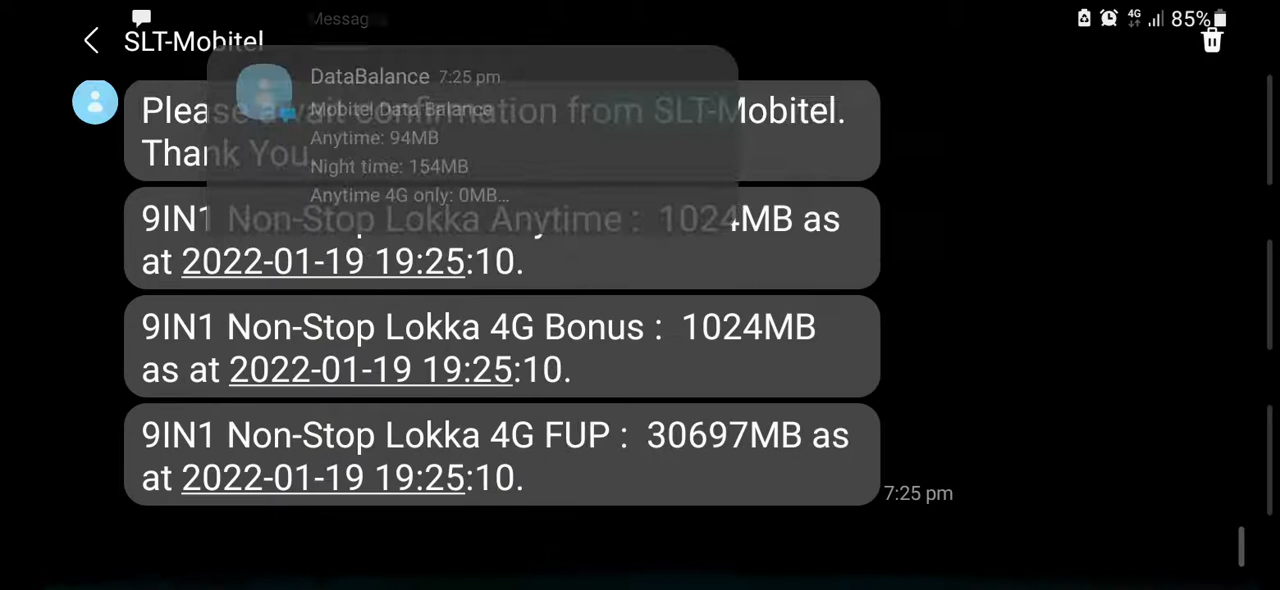 Messag
4G 85%
SLT-Mobitel
DataBalance 7:25 pm
Mobitel Data Balance
Anytime: 94MB
Night time: 154MB
Anytime 4G only: 0MB...
Please await confirmation from SLT-Mobitel.
Thank You.
9IN1 Non-Stop Lokka Anytime : 1024MB as
at 2022-01-19 19:25:10.
9IN1 Non-Stop Lokka 4G Bonus : 1024MB
as at 2022-01-19 19:25:10.
9IN1 Non-Stop Lokka 4G FUP : 30697MB as
at 2022-01-19 19:25:10.
7:25 pm